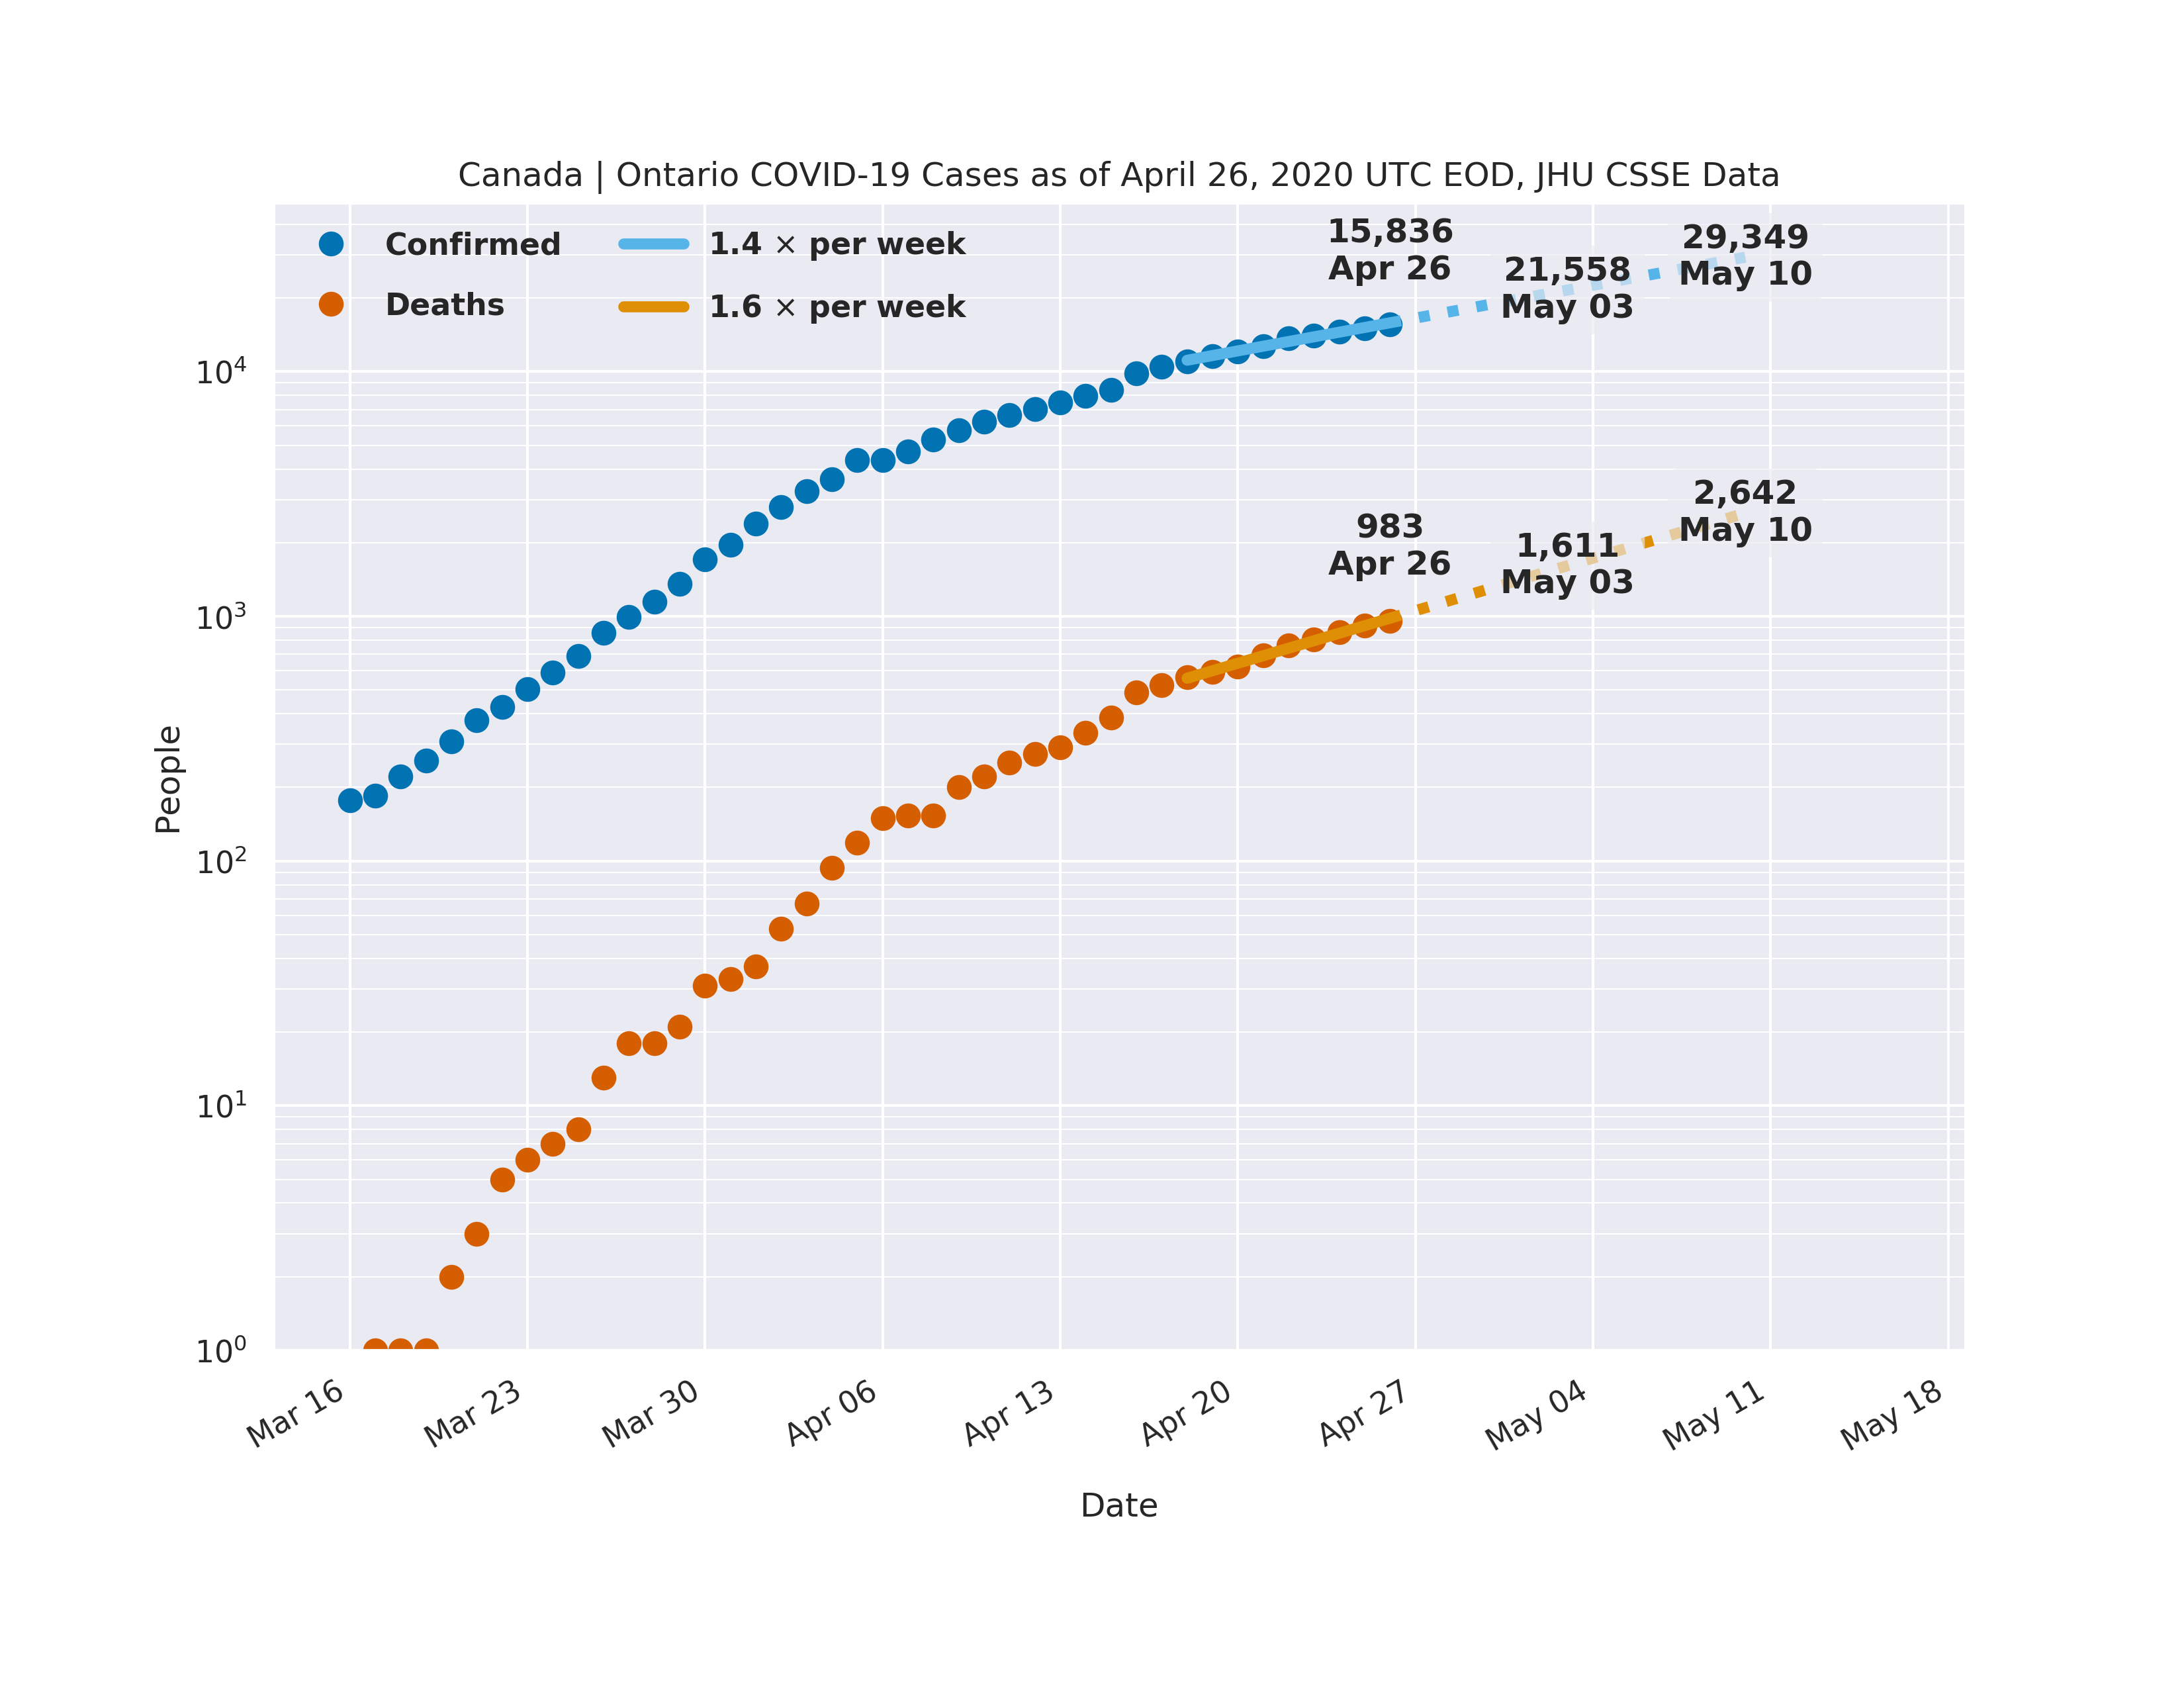 Canada | Ontario COVID-19 Cases as of April 26, 2020 UTC EOD, JHU CSSE Data
Confirmed
Deaths
1.4 × per week
1.6 × per week
15,836
Apr 26
21,558
May 03
29,349
May 10
983
Apr 26
1,611
May 03
2,642
May 10
People
10⁴
10³
10²
10¹
10⁰
Mar 16
Mar 23
Mar 30
Apr 06
Apr 13
Apr 20
Apr 27
May 04
May 11
May 18
Date